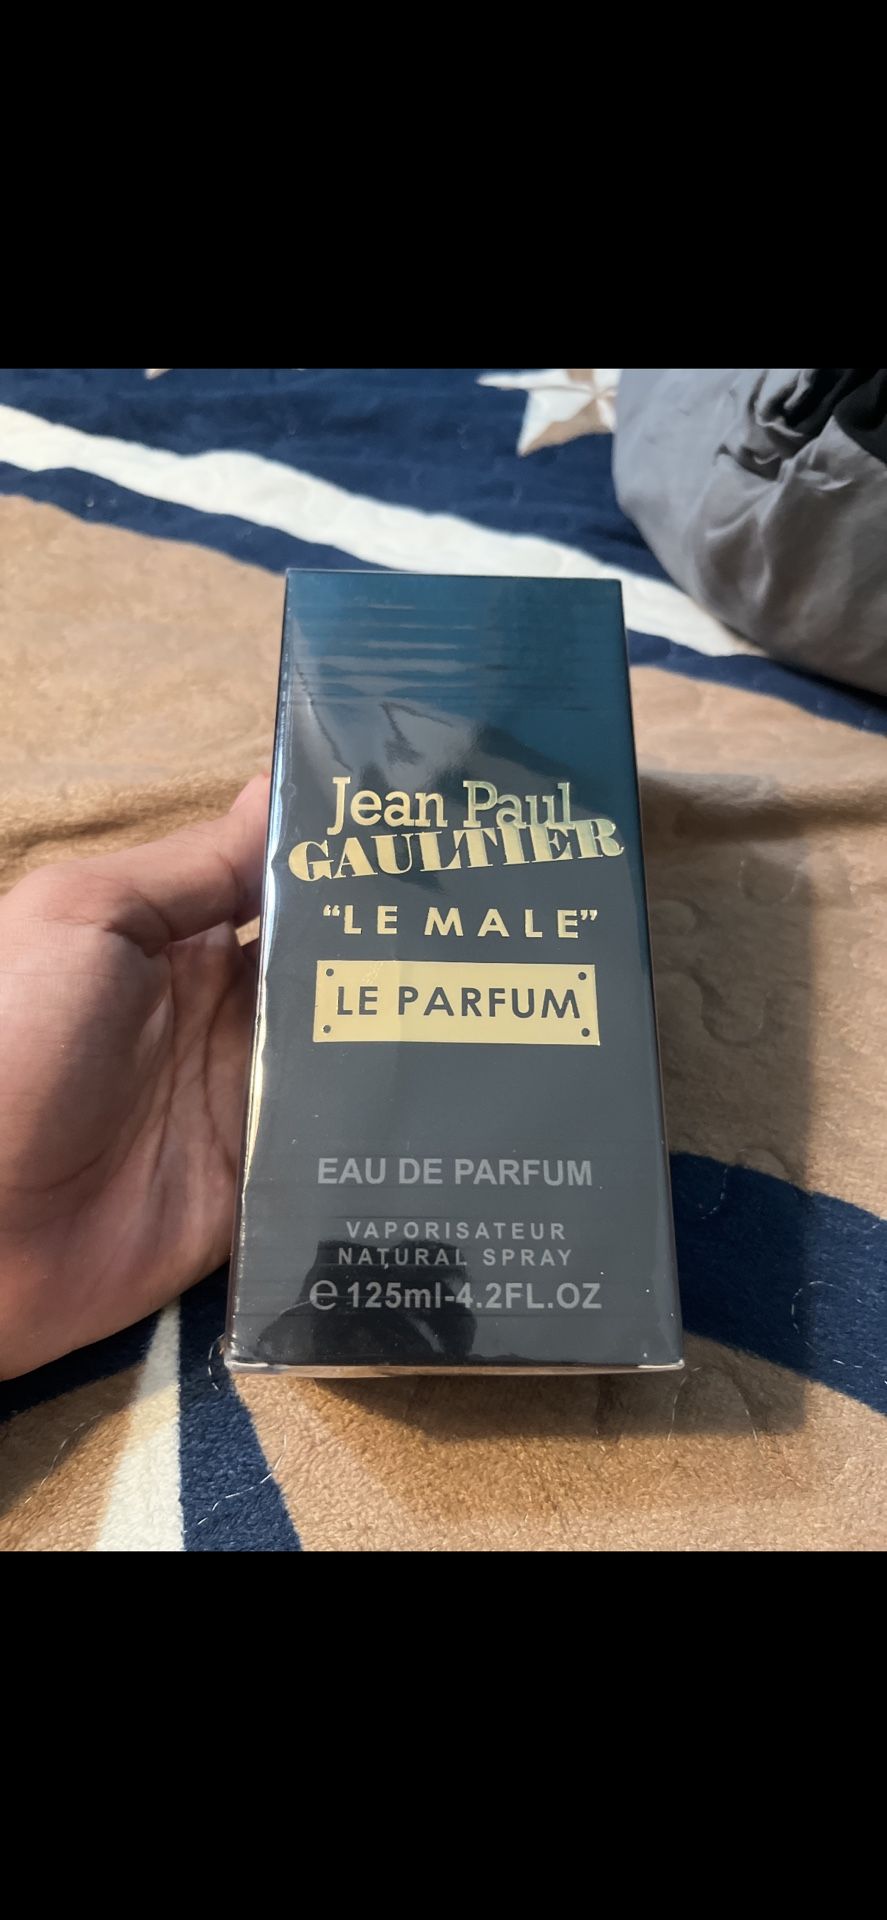 Jean Paul
GAULTIER
“LE MALE”
LE PARFUM
EAU DE PARFUM
VAPORISATEUR
NATURAL SPRAY
℮ 125ml-4.2FL.OZ